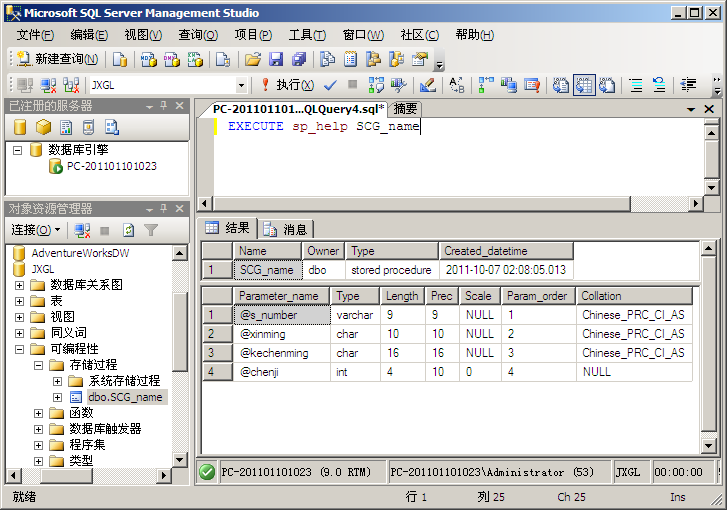 Microsoft SQL Server Management Studio
文件(F) 编辑(E) 视图(V) 查询(Q) 项目(P) 工具(T) 窗口(W) 社区(C) 帮助(H)
新建查询(N)
JXGL 执行(X)
已注册的服务器
数据库引擎
PC-201101101023
对象资源管理器
连接(O)
AdventureWorksDW
JXGL
数据库关系图
表
视图
同义词
可编程性
存储过程
系统存储过程
dbo.SCG_name
函数
数据库触发器
程序集
类型
PC-201101101...QLQuery4.sql* 摘要
EXECUTE sp_help SCG_name
结果 消息
Name Owner Type Created_datetime
1 SCG_name dbo stored procedure 2011-10-07 02:08:05.013
Parameter_name Type Length Prec Scale Param_order Collation
1 @s_number varchar 9 9 NULL 1 Chinese_PRC_CI_AS
2 @xinming char 10 10 NULL 2 Chinese_PRC_CI_AS
3 @kechenming char 16 16 NULL 3 Chinese_PRC_CI_AS
4 @chenji int 4 10 0 4 NULL
PC-201101101023 (9.0 RTM) PC-201101101023\Administrator (53) JXGL 00:00:00
就绪 行 1 列 25 Ch 25 Ins